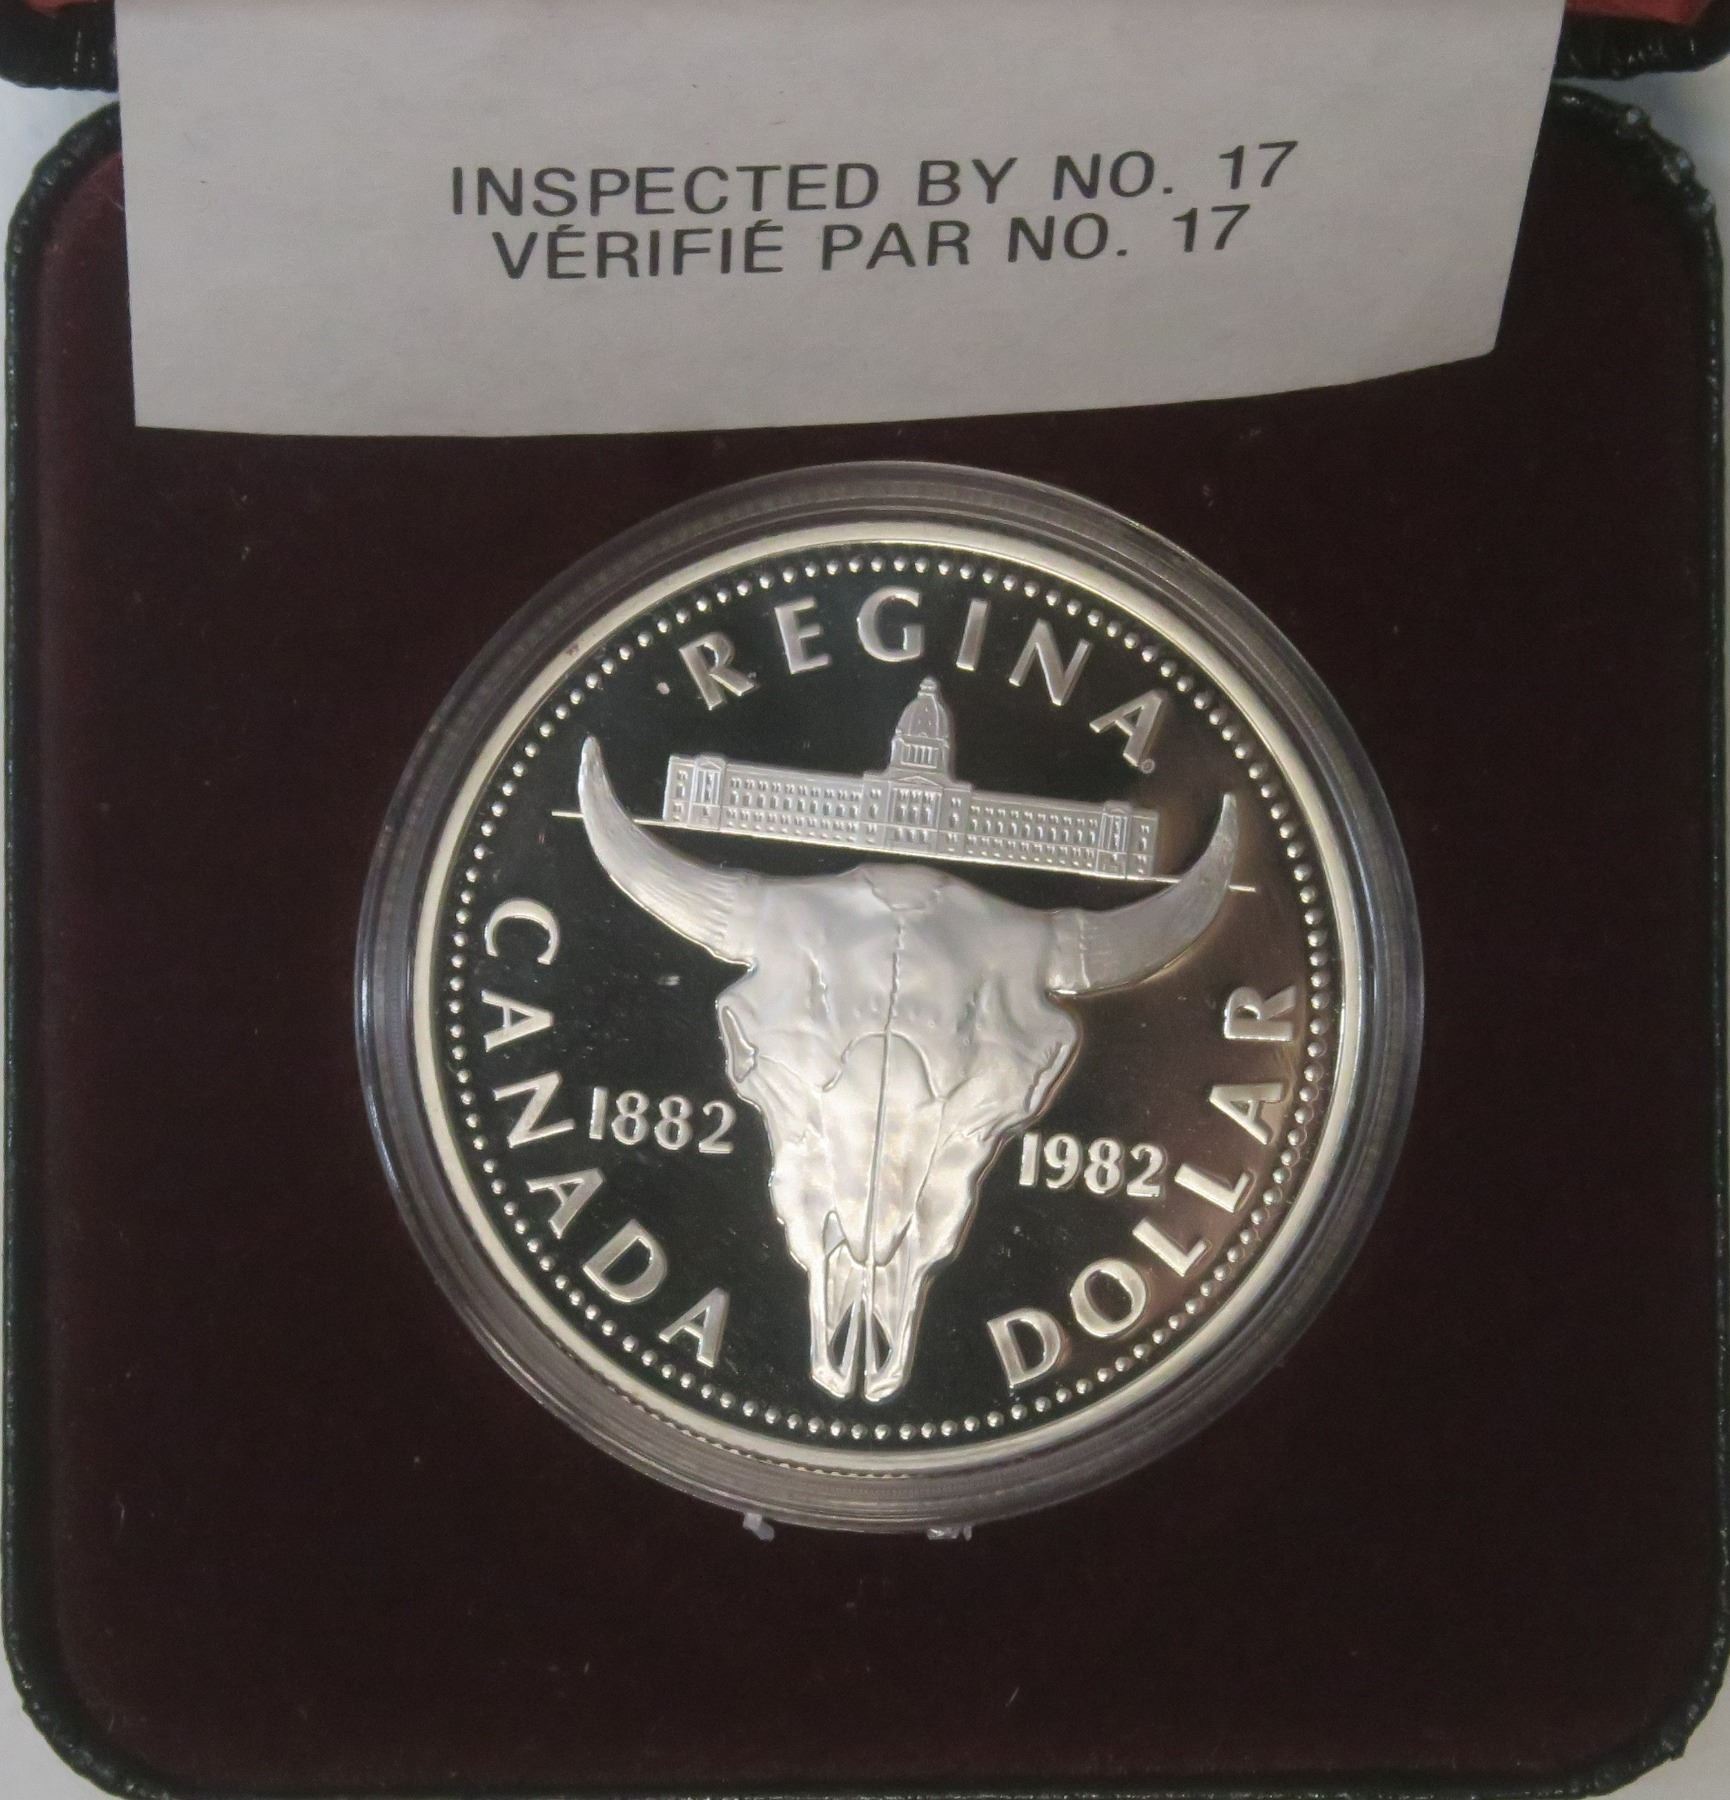 INSPECTED BY NO. 17
VÉRIFIÉ PAR NO. 17
REGINA
CANADA
1882
1982
DOLLAR